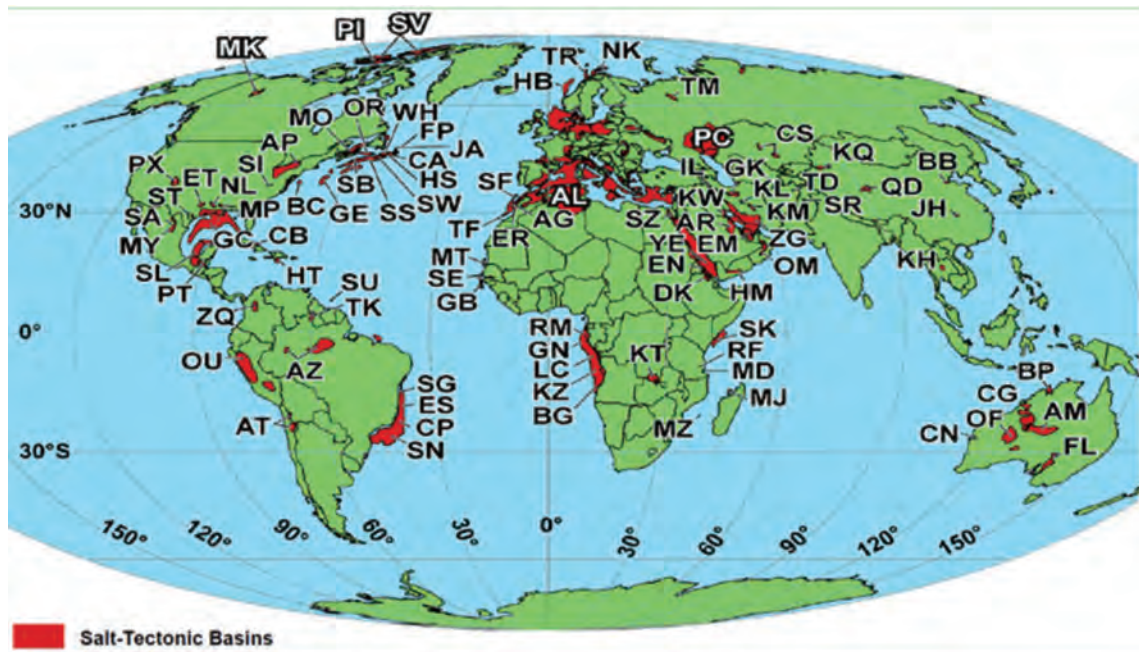 PI SV
MK
TR NK
HB
TM
OR WH
MO FP
AP JA
PC CS
SI CA
PX ET NL SB HS
IL GK KQ BB
ST SF AL KW KL TD QD
SW
30°N
SA MP BC GE SS
TF AG SZ AR KM SR JH
MY GC CB ER YE EM ZG
SL HT MT EN OM KH
PT SU SE DK HM
ZQ TK GB
0°
RM SK
OU GN KT RF
AZ LC MD
SG KZ MJ BP
ES BG CG AM
AT CP MZ CN OF
SN FL
30°S
150° 90° 60° 30° 0° 30° 60° 90° 120° 150°
120°
Salt-Tectonic Basins